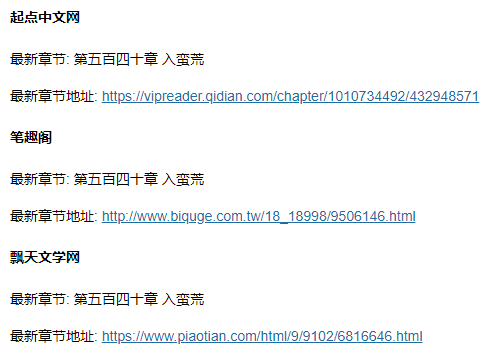 起点中文网
最新章节: 第五百四十章 入蛮荒
最新章节地址: https://vipreader.qidian.com/chapter/1010734492/432948571
笔趣阁
最新章节: 第五百四十章 入蛮荒
最新章节地址: http://www.biquge.com.tw/18_18998/9506146.html
飘天文学网
最新章节: 第五百四十章 入蛮荒
最新章节地址: https://www.piaotian.com/html/9/9102/6816646.html